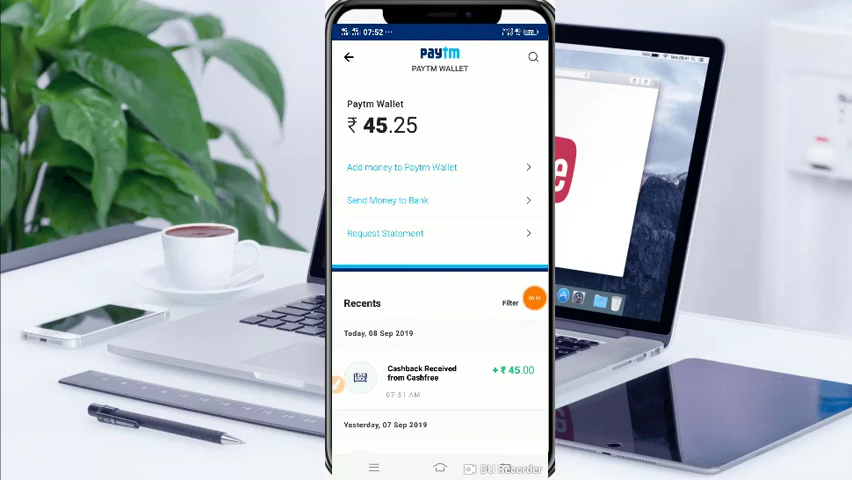 07:52
paytm
PAYTM WALLET
Paytm Wallet
₹ 45.25
Add money to Paytm Wallet
Send Money to Bank
Request Statement
Recents
Filter
Today, 08 Sep 2019
Cashback Received
from Cashfree
+ ₹ 45.00
07:51 AM
Yesterday, 07 Sep 2019
DU Recorder